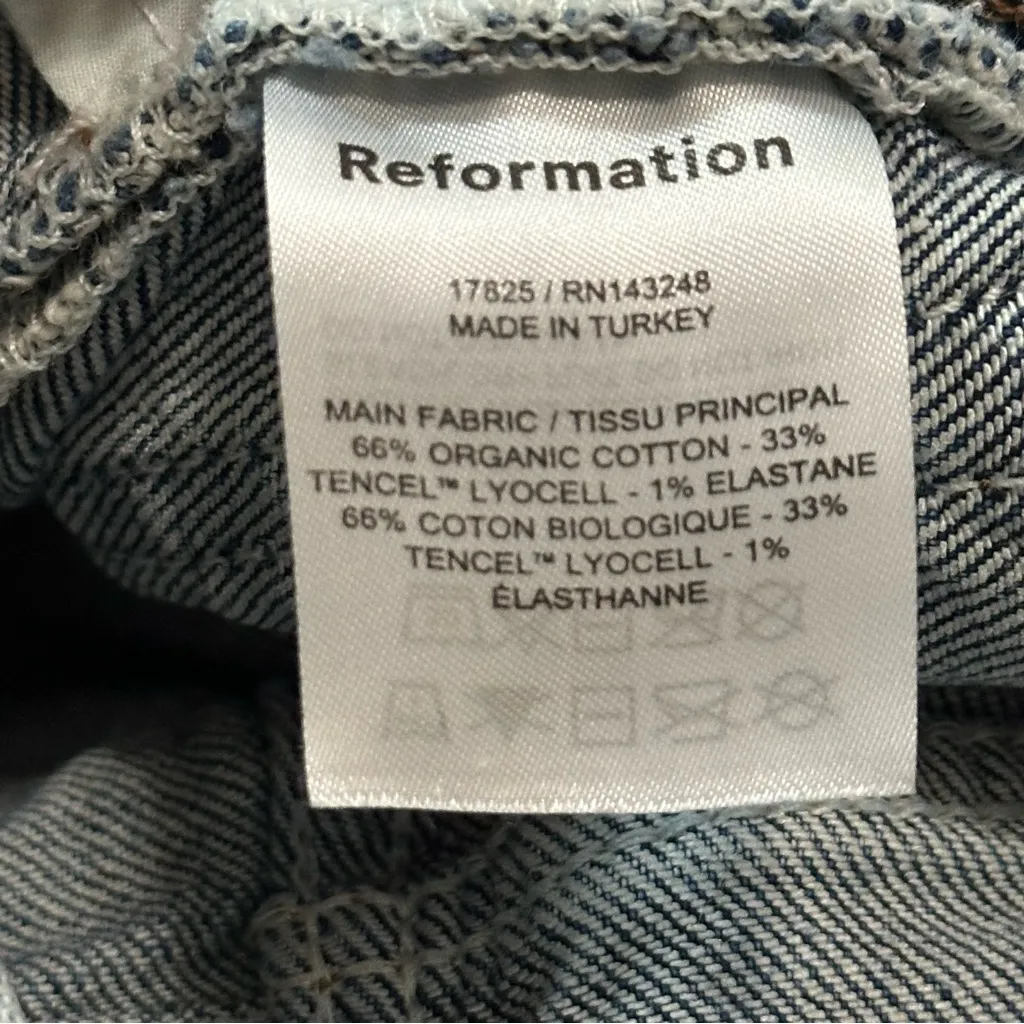 Reformation
17825 / RN143248
MADE IN TURKEY
MAIN FABRIC / TISSU PRINCIPAL
66% ORGANIC COTTON - 33%
TENCEL™ LYOCELL - 1% ELASTANE
66% COTON BIOLOGIQUE - 33%
TENCEL™ LYOCELL - 1%
ÉLASTHANNE